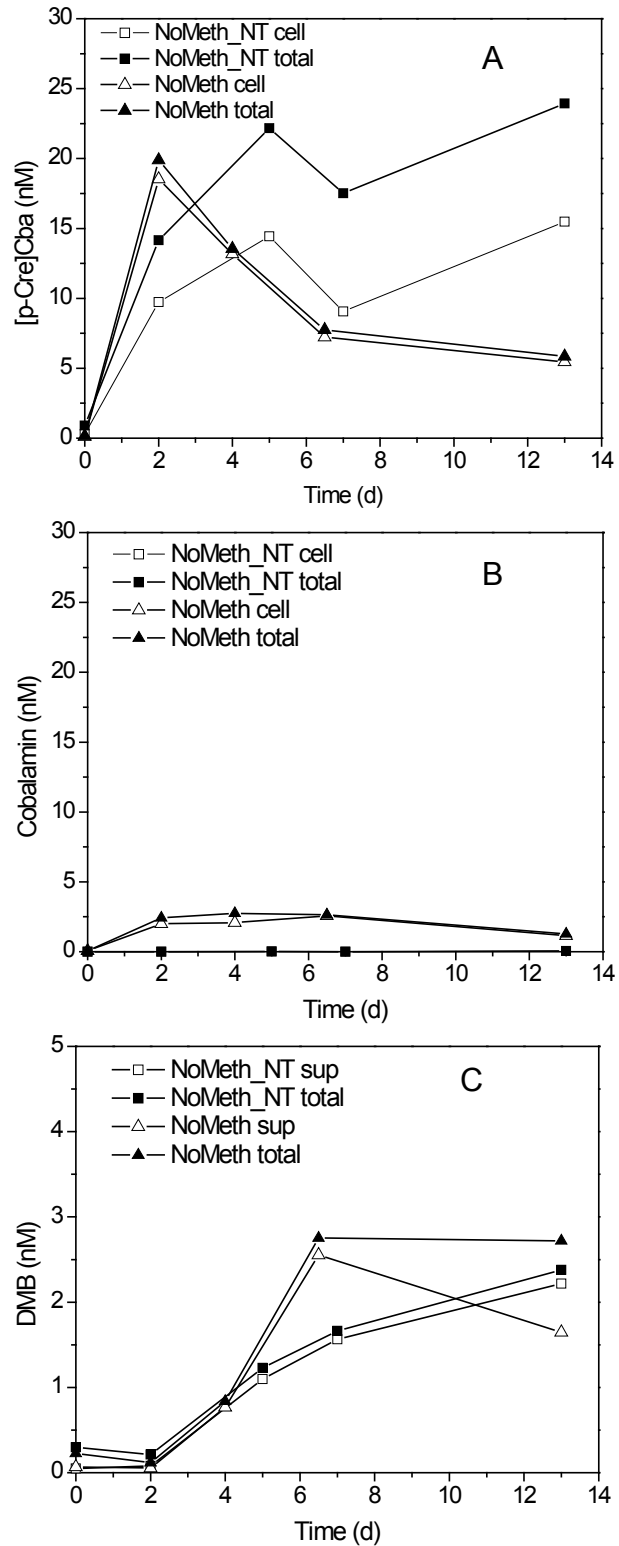 30
25
20
15
10
5
0
[p-Cre]Cba (nM)
NoMeth_NT cell
NoMeth_NT total
NoMeth cell
NoMeth total
A
0 2 4 6 8 10 12 14
Time (d)
30
25
20
15
10
5
0
Cobalamin (nM)
NoMeth_NT cell
NoMeth_NT total
NoMeth cell
NoMeth total
B
0 2 4 6 8 10 12 14
Time (d)
5
4
3
2
1
0
DMB (nM)
NoMeth_NT sup
NoMeth_NT total
NoMeth sup
NoMeth total
C
0 2 4 6 8 10 12 14
Time (d)